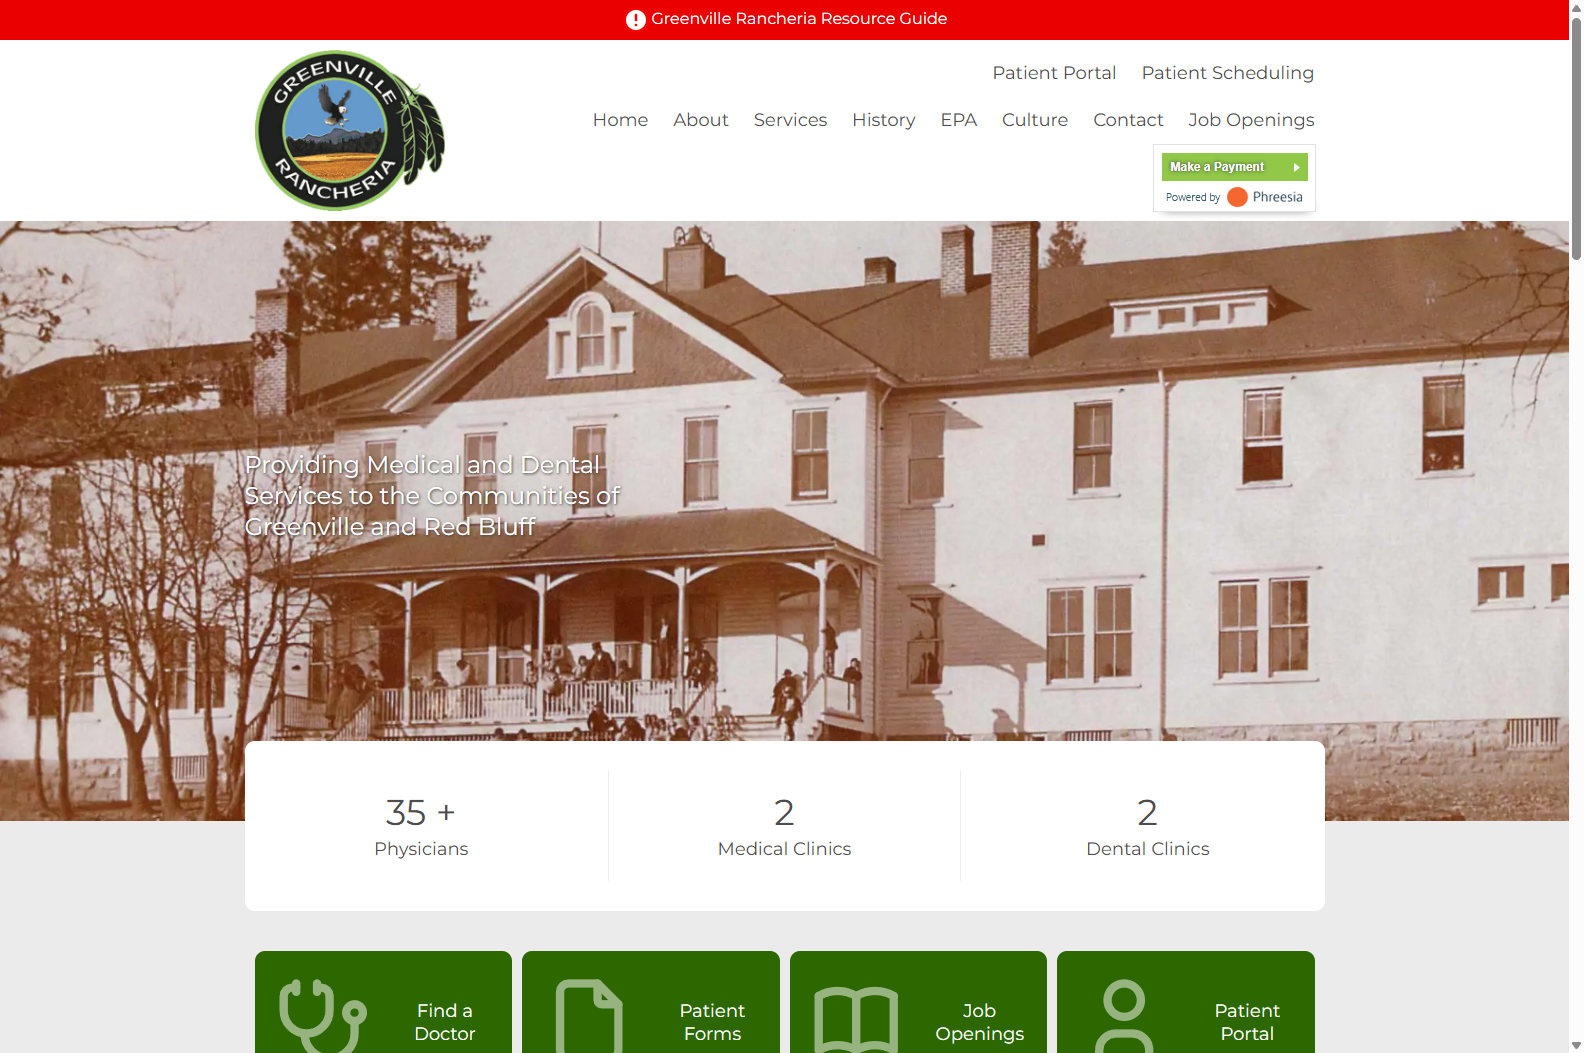 Greenville Rancheria Resource Guide
GREENVILLE
RANCHERIA
Patient Portal
Patient Scheduling
Home
About
Services
History
EPA
Culture
Contact
Job Openings
Make a Payment
Powered by Phreesia
Providing Medical and Dental
Services to the Communities of
Greenville and Red Bluff
35 +
Physicians
2
Medical Clinics
2
Dental Clinics
Find a
Doctor
Patient
Forms
Job
Openings
Patient
Portal